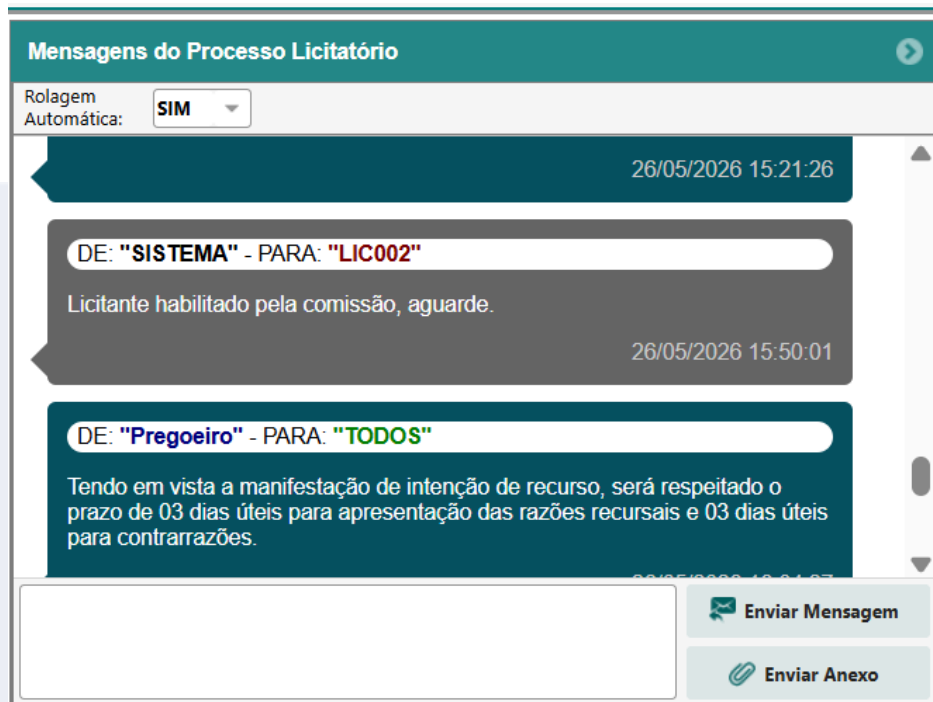 Mensagens do Processo Licitatório
Rolagem
Automática:
SIM
26/05/2026 15:21:26
DE: "SISTEMA" - PARA: "LIC002"
Licitante habilitado pela comissão, aguarde.
26/05/2026 15:50:01
DE: "Pregoeiro" - PARA: "TODOS"
Tendo em vista a manifestação de intenção de recurso, será respeitado o
prazo de 03 dias úteis para apresentação das razões recursais e 03 dias úteis
para contrarrazões.
Enviar Mensagem
Enviar Anexo